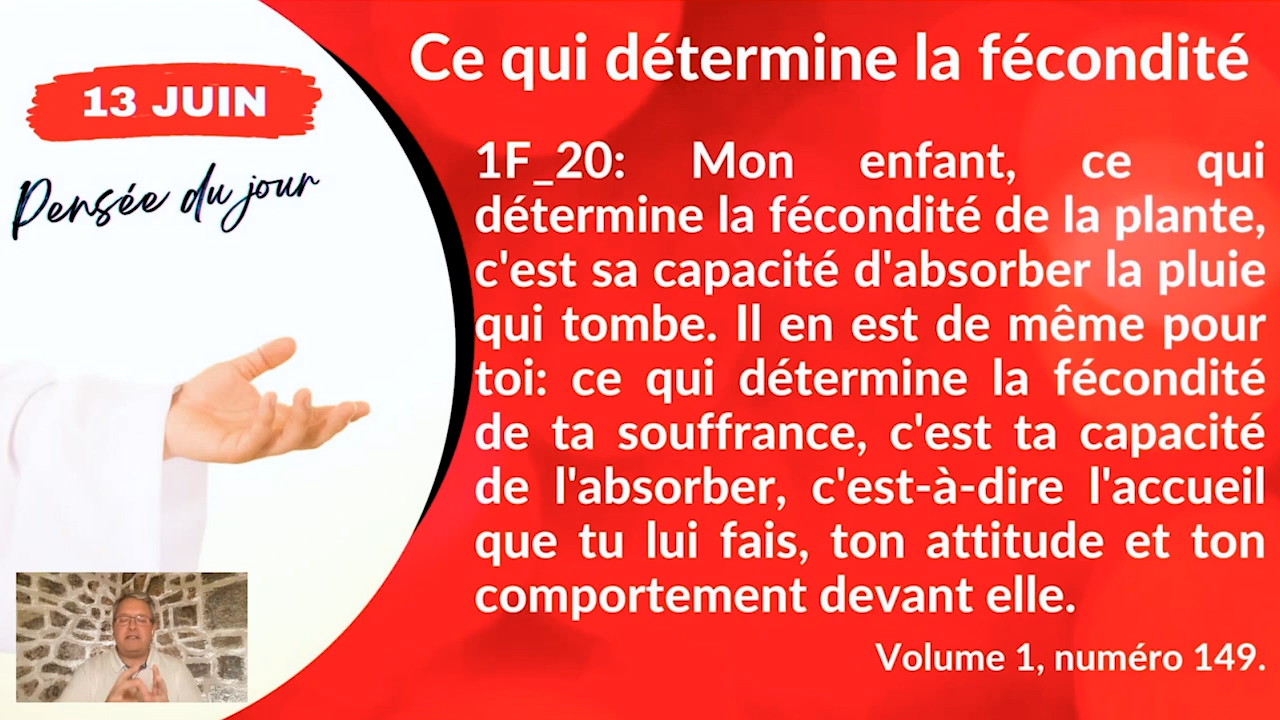 13 JUIN
Pensée du jour
Ce qui détermine la fécondité
1F_20: Mon enfant, ce qui
détermine la fécondité de la plante,
c'est sa capacité d'absorber la pluie
qui tombe. Il en est de même pour
toi: ce qui détermine la fécondité
de ta souffrance, c'est ta capacité
de l'absorber, c'est-à-dire l'accueil
que tu lui fais, ton attitude et ton
comportement devant elle.
Volume 1, numéro 149.